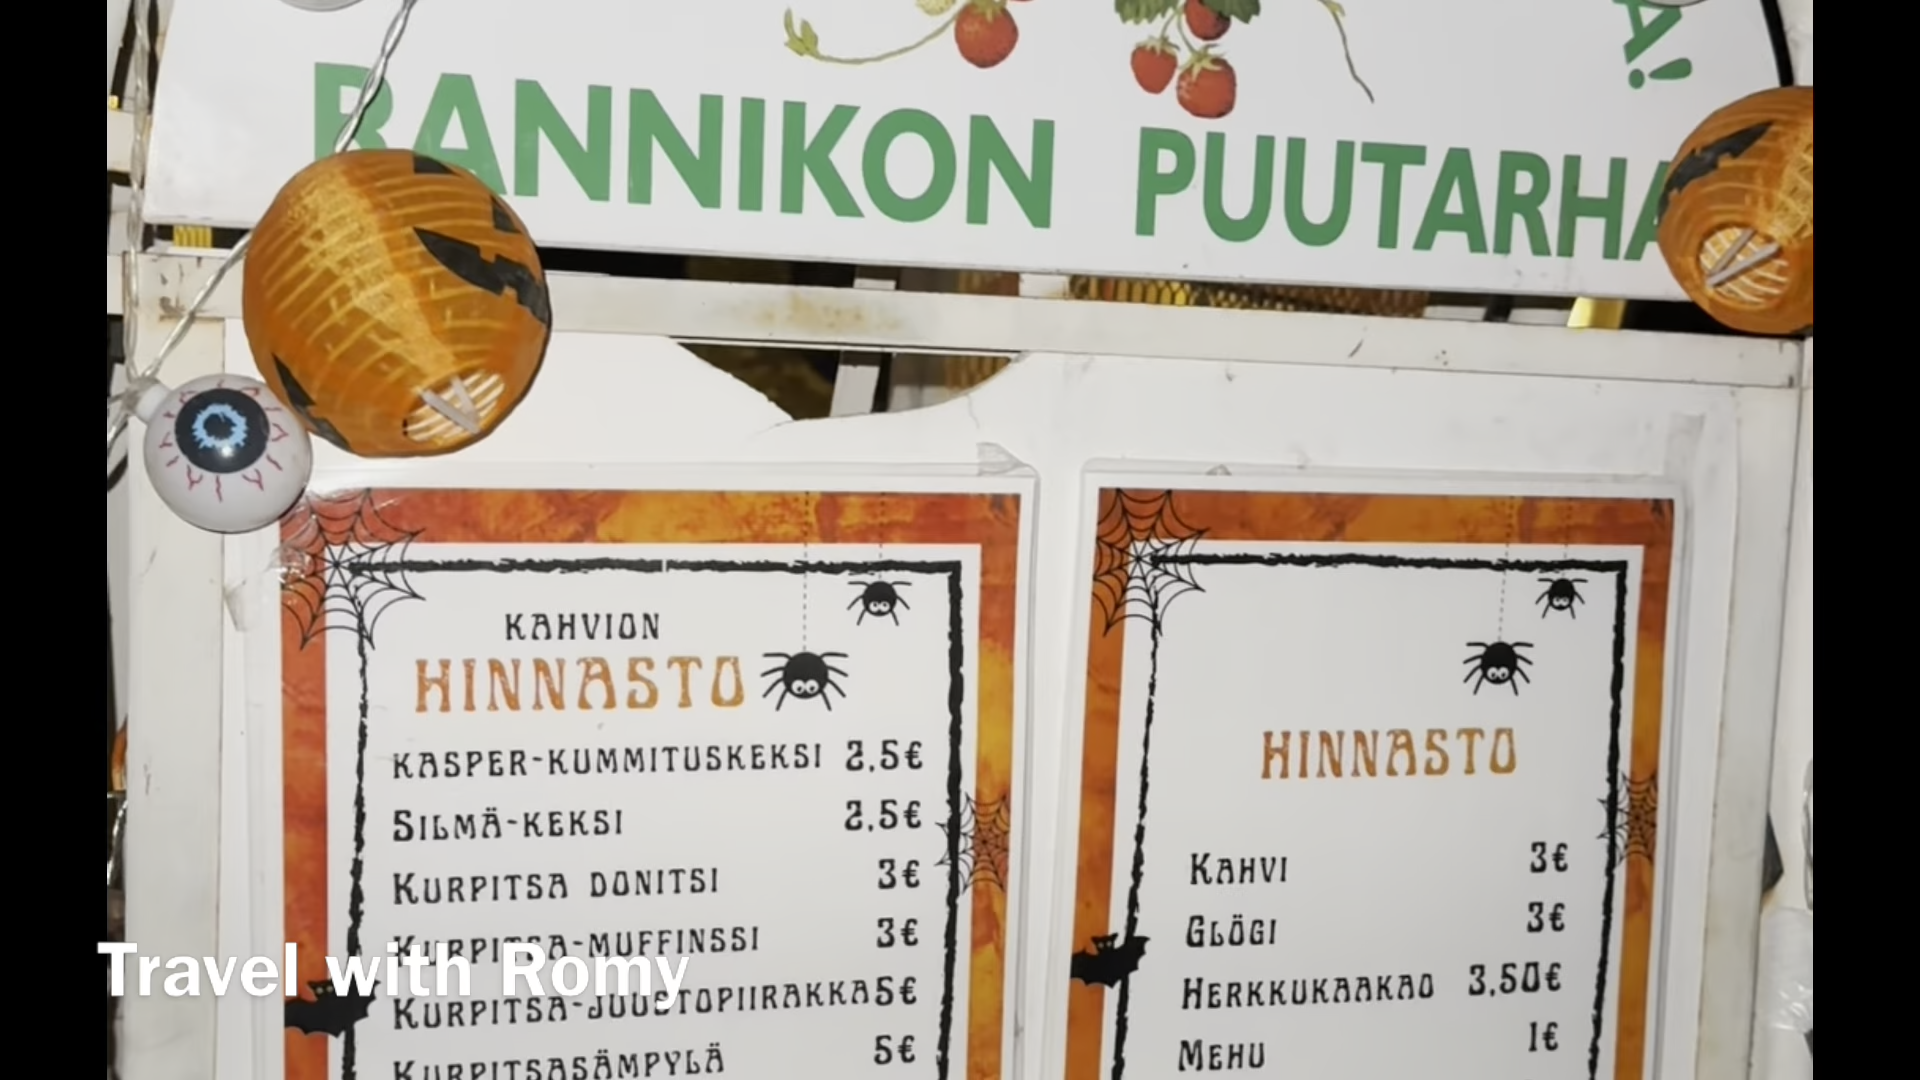 A!
BANNIKON PUUTARHA
KAHVION
HINNASTO
KASPER-KUMMITUSKEKSI 2,5€
SILMÄ-KEKSI 2,5€
KURPITSA DONITSI 3€
KURPITSA-MUFFINSSI 3€
KURPITSA-JUUSTOPIIRAKKA 5€
KURPITSASÄMPYLÄ 5€
HINNASTO
KAHVI 3€
GLÖGI 3€
HERKKUKAAKAO 3,50€
MEHU 1€
Travel with Romy